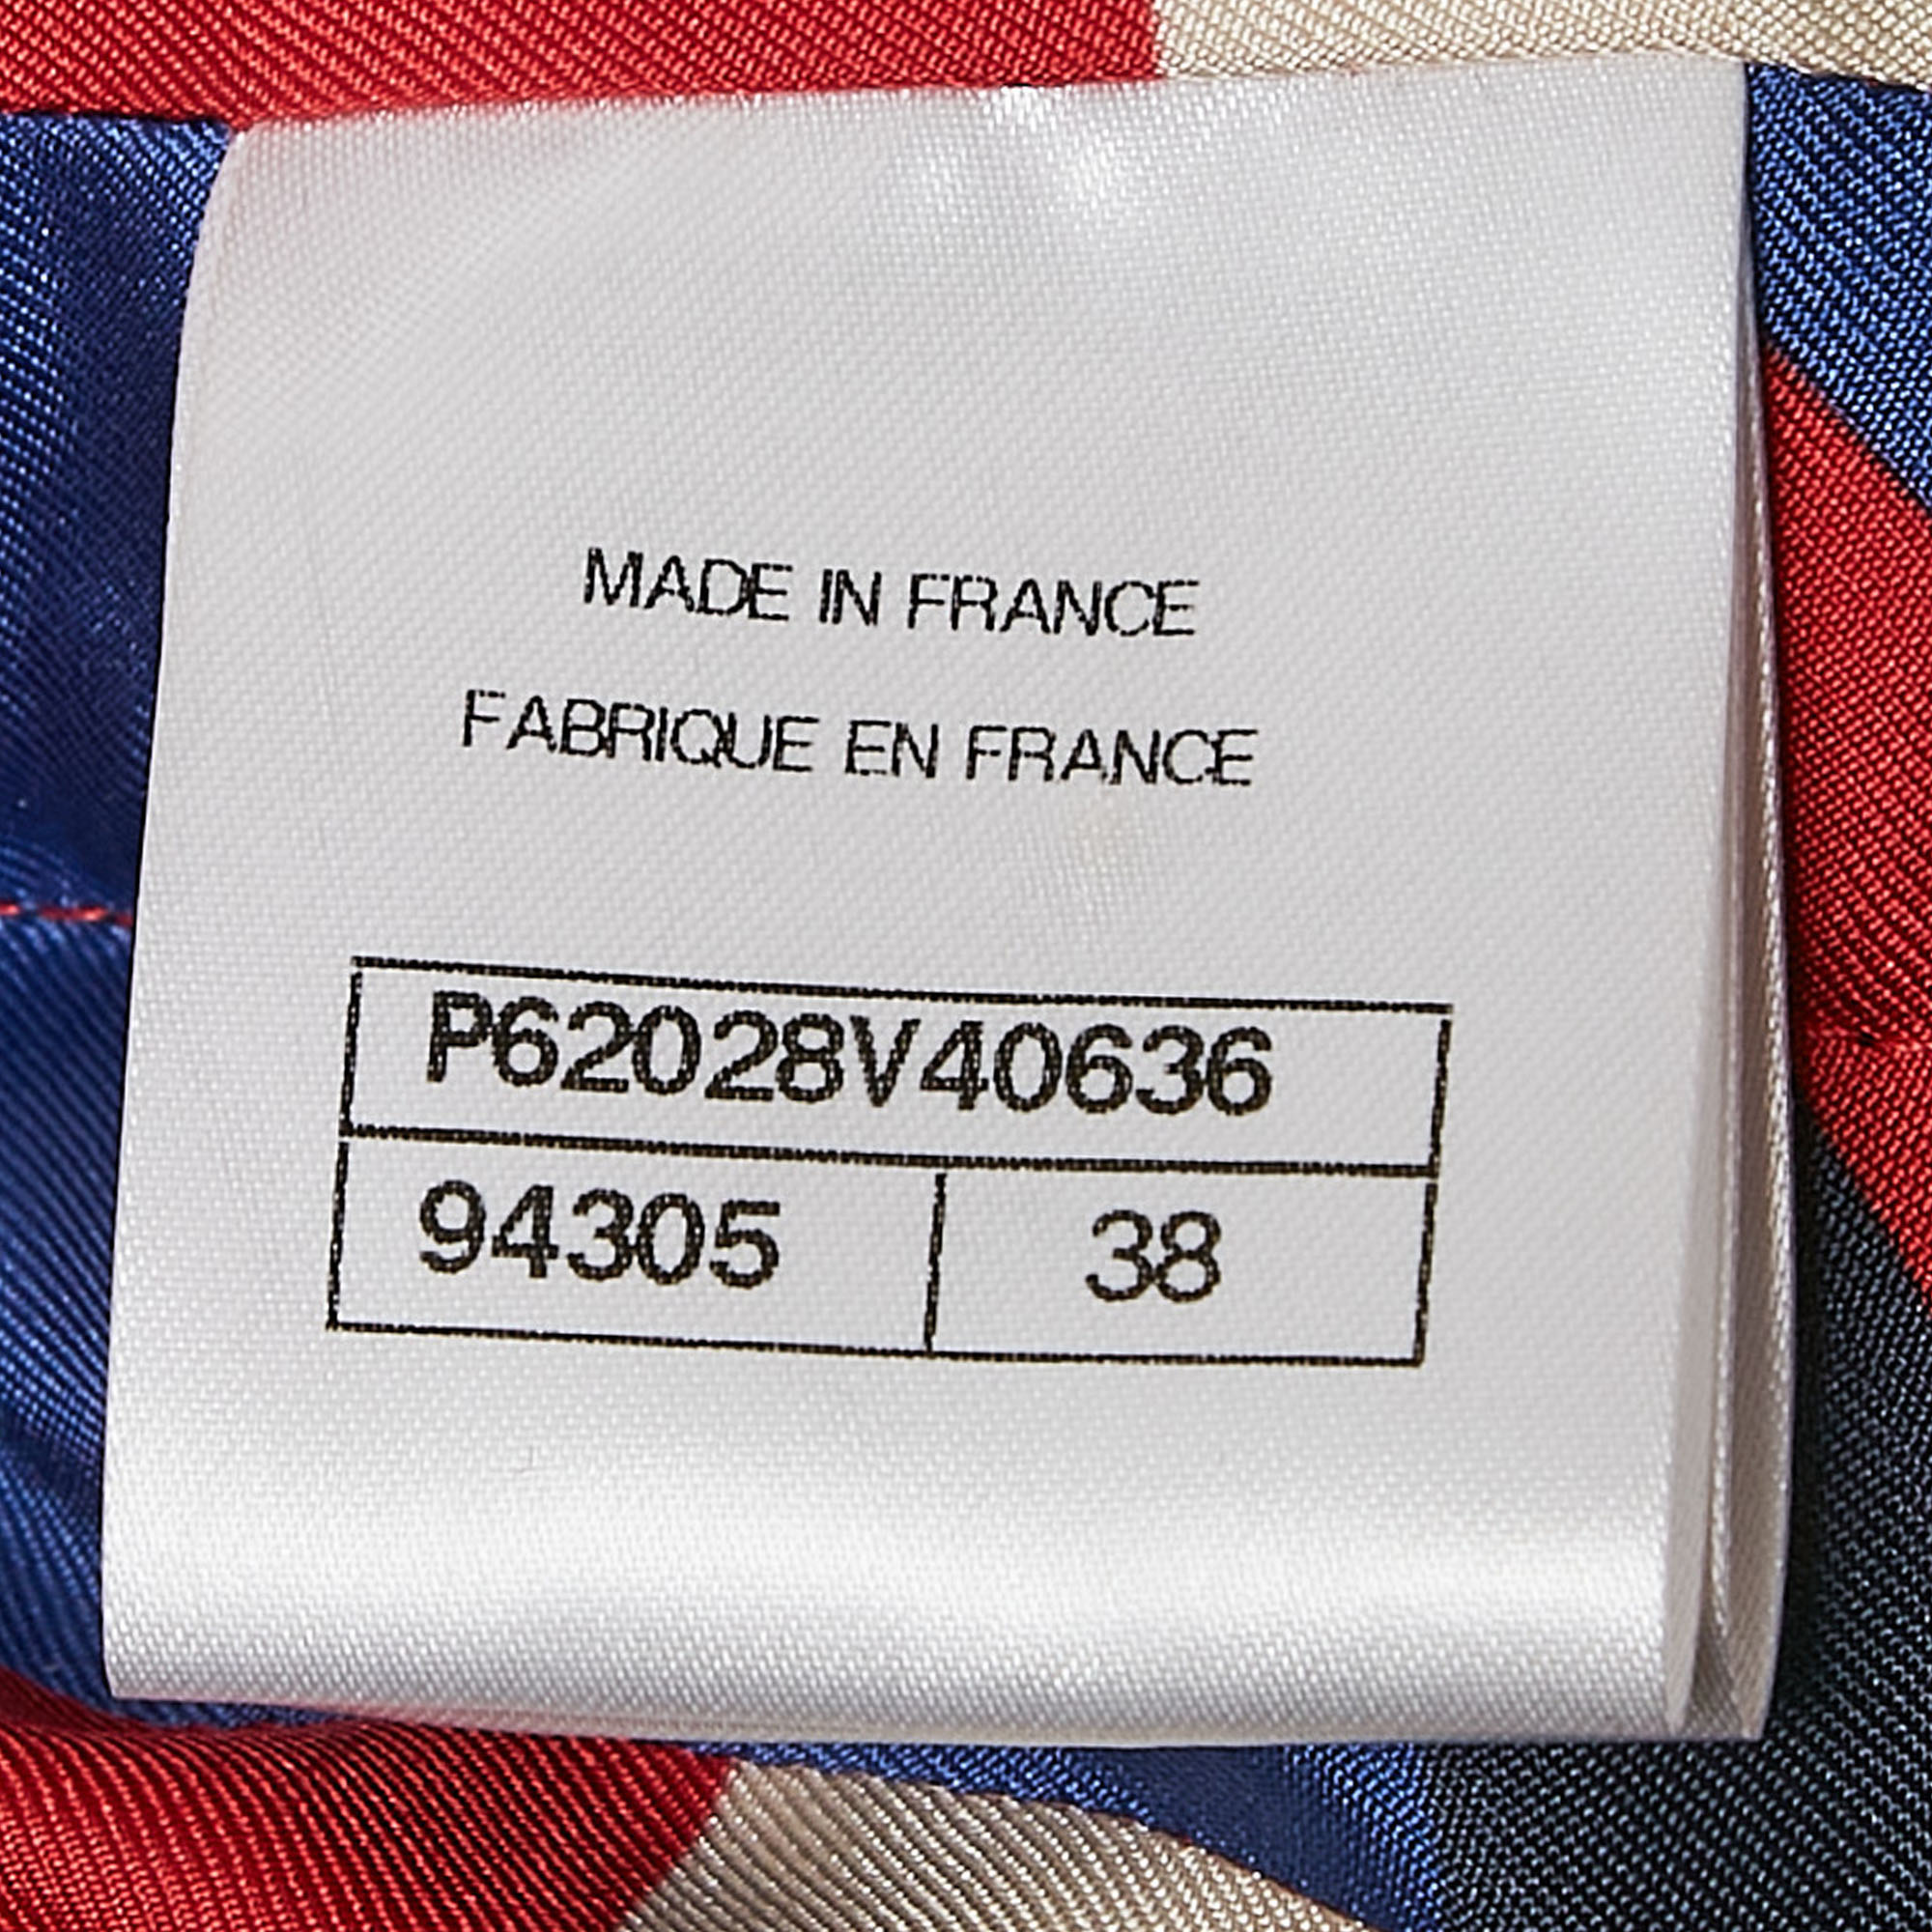 MADE IN FRANCE
FABRIQUE EN FRANCE
P62028V40636
94305 38